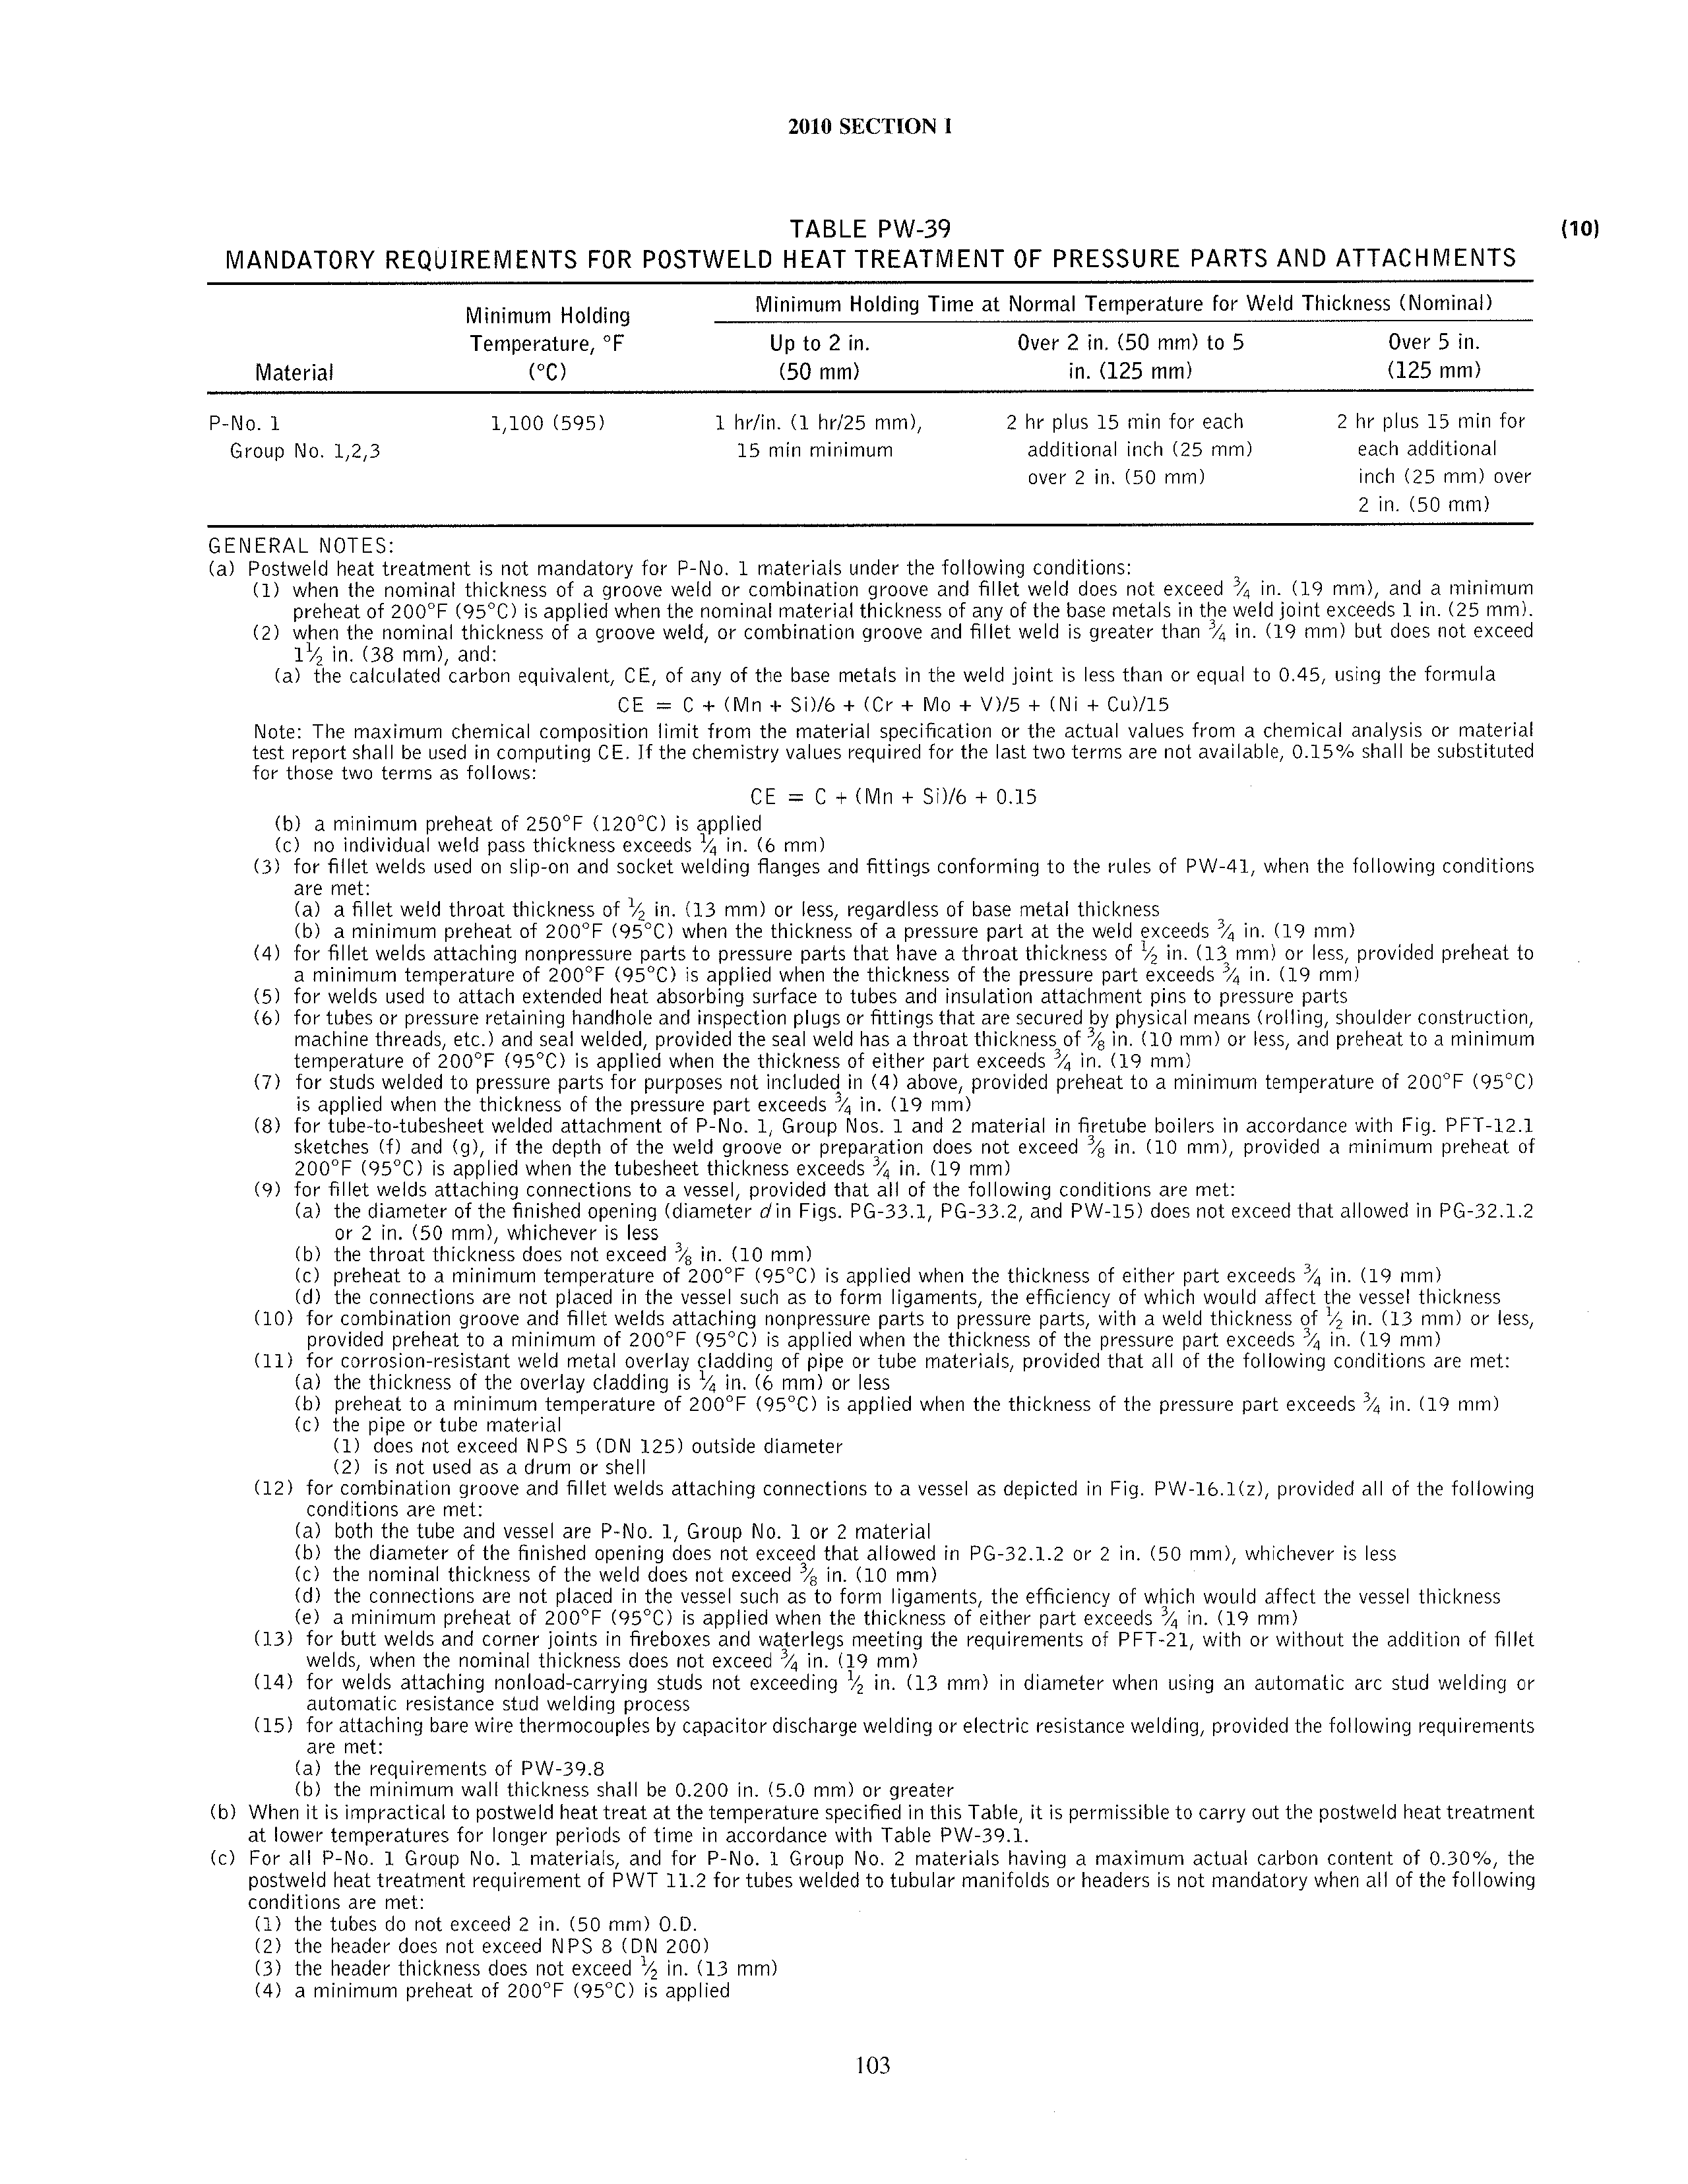 2010 SECTION I
TABLE PW-39
(10)
MANDATORY REQUIREMENTS FOR POSTWELD HEAT TREATMENT OF PRESSURE PARTS AND ATTACHMENTS
Minimum Holding Time at Normal Temperature for Weld Thickness (Nominal)
Minimum Holding
Temperature, °F Up to 2 in. Over 2 in. (50 mm) to 5 Over 5 in.
Material (°C) (50 mm) in. (125 mm) (125 mm)
P-No. 1 1,100 (595) 1 hr/in. (1 hr/25 mm), 2 hr plus 15 min for each 2 hr plus 15 min for
Group No. 1,2,3 15 min minimum additional inch (25 mm) each additional
over 2 in. (50 mm) inch (25 mm) over
2 in. (50 mm)
GENERAL NOTES:
(a) Postweld heat treatment is not mandatory for P-No. 1 materials under the following conditions:
(1) when the nominal thickness of a groove weld or combination groove and fillet weld does not exceed 3/4 in. (19 mm), and a minimum
preheat of 200°F (95°C) is applied when the nominal material thickness of any of the base metals in the weld joint exceeds 1 in. (25 mm).
(2) when the nominal thickness of a groove weld, or combination groove and fillet weld is greater than 3/4 in. (19 mm) but does not exceed
1 1/2 in. (38 mm), and:
(a) the calculated carbon equivalent, CE, of any of the base metals in the weld joint is less than or equal to 0.45, using the formula
CE = C + (Mn + Si)/6 + (Cr + Mo + V)/5 + (Ni + Cu)/15
Note: The maximum chemical composition limit from the material specification or the actual values from a chemical analysis or material
test report shall be used in computing CE. If the chemistry values required for the last two terms are not available, 0.15% shall be substituted
for those two terms as follows:
CE = C + (Mn + Si)/6 + 0.15
(b) a minimum preheat of 250°F (120°C) is applied
(c) no individual weld pass thickness exceeds 1/4 in. (6 mm)
(3) for fillet welds used on slip-on and socket welding flanges and fittings conforming to the rules of PW-41, when the following conditions
are met:
(a) a fillet weld throat thickness of 1/2 in. (13 mm) or less, regardless of base metal thickness
(b) a minimum preheat of 200°F (95°C) when the thickness of a pressure part at the weld exceeds 3/4 in. (19 mm)
(4) for fillet welds attaching nonpressure parts to pressure parts that have a throat thickness of 1/2 in. (13 mm) or less, provided preheat to
a minimum temperature of 200°F (95°C) is applied when the thickness of the pressure part exceeds 3/4 in. (19 mm)
(5) for welds used to attach extended heat absorbing surface to tubes and insulation attachment pins to pressure parts
(6) for tubes or pressure retaining handhole and inspection plugs or fittings that are secured by physical means (rolling, shoulder construction,
machine threads, etc.) and seal welded, provided the seal weld has a throat thickness of 3/8 in. (10 mm) or less, and preheat to a minimum
temperature of 200°F (95°C) is applied when the thickness of either part exceeds 3/4 in. (19 mm)
(7) for studs welded to pressure parts for purposes not included in (4) above, provided preheat to a minimum temperature of 200°F (95°C)
is applied when the thickness of the pressure part exceeds 3/4 in. (19 mm)
(8) for tube-to-tubesheet welded attachment of P-No. 1, Group Nos. 1 and 2 material in firetube boilers in accordance with Fig. PFT-12.1
sketches (f) and (g), if the depth of the weld groove or preparation does not exceed 3/8 in. (10 mm), provided a minimum preheat of
200°F (95°C) is applied when the tubesheet thickness exceeds 3/4 in. (19 mm)
(9) for fillet welds attaching connections to a vessel, provided that all of the following conditions are met:
(a) the diameter of the finished opening (diameter d in Figs. PG-33.1, PG-33.2, and PW-15) does not exceed that allowed in PG-32.1.2
or 2 in. (50 mm), whichever is less
(b) the throat thickness does not exceed 3/8 in. (10 mm)
(c) preheat to a minimum temperature of 200°F (95°C) is applied when the thickness of either part exceeds 3/4 in. (19 mm)
(d) the connections are not placed in the vessel such as to form ligaments, the efficiency of which would affect the vessel thickness
(10) for combination groove and fillet welds attaching nonpressure parts to pressure parts, with a weld thickness of 1/2 in. (13 mm) or less,
provided preheat to a minimum of 200°F (95°C) is applied when the thickness of the pressure part exceeds 3/4 in. (19 mm)
(11) for corrosion-resistant weld metal overlay cladding of pipe or tube materials, provided that all of the following conditions are met:
(a) the thickness of the overlay cladding is 1/4 in. (6 mm) or less
(b) preheat to a minimum temperature of 200°F (95°C) is applied when the thickness of the pressure part exceeds 3/4 in. (19 mm)
(c) the pipe or tube material
(1) does not exceed NPS 5 (DN 125) outside diameter
(2) is not used as a drum or shell
(12) for combination groove and fillet welds attaching connections to a vessel as depicted in Fig. PW-16.1(z), provided all of the following
conditions are met:
(a) both the tube and vessel are P-No. 1, Group No. 1 or 2 material
(b) the diameter of the finished opening does not exceed that allowed in PG-32.1.2 or 2 in. (50 mm), whichever is less
(c) the nominal thickness of the weld does not exceed 3/8 in. (10 mm)
(d) the connections are not placed in the vessel such as to form ligaments, the efficiency of which would affect the vessel thickness
(e) a minimum preheat of 200°F (95°C) is applied when the thickness of either part exceeds 3/4 in. (19 mm)
(13) for butt welds and corner joints in fireboxes and waterlegs meeting the requirements of PFT-21, with or without the addition of fillet
welds, when the nominal thickness does not exceed 3/4 in. (19 mm)
(14) for welds attaching nonload-carrying studs not exceeding 1/2 in. (13 mm) in diameter when using an automatic arc stud welding or
automatic resistance stud welding process
(15) for attaching bare wire thermocouples by capacitor discharge welding or electric resistance welding, provided the following requirements
are met:
(a) the requirements of PW-39.8
(b) the minimum wall thickness shall be 0.200 in. (5.0 mm) or greater
(b) When it is impractical to postweld heat treat at the temperature specified in this Table, it is permissible to carry out the postweld heat treatment
at lower temperatures for longer periods of time in accordance with Table PW-39.1.
(c) For all P-No. 1 Group No. 1 materials, and for P-No. 1 Group No. 2 materials having a maximum actual carbon content of 0.30%, the
postweld heat treatment requirement of PWT 11.2 for tubes welded to tubular manifolds or headers is not mandatory when all of the following
conditions are met:
(1) the tubes do not exceed 2 in. (50 mm) O.D.
(2) the header does not exceed NPS 8 (DN 200)
(3) the header thickness does not exceed 1/2 in. (13 mm)
(4) a minimum preheat of 200°F (95°C) is applied
103